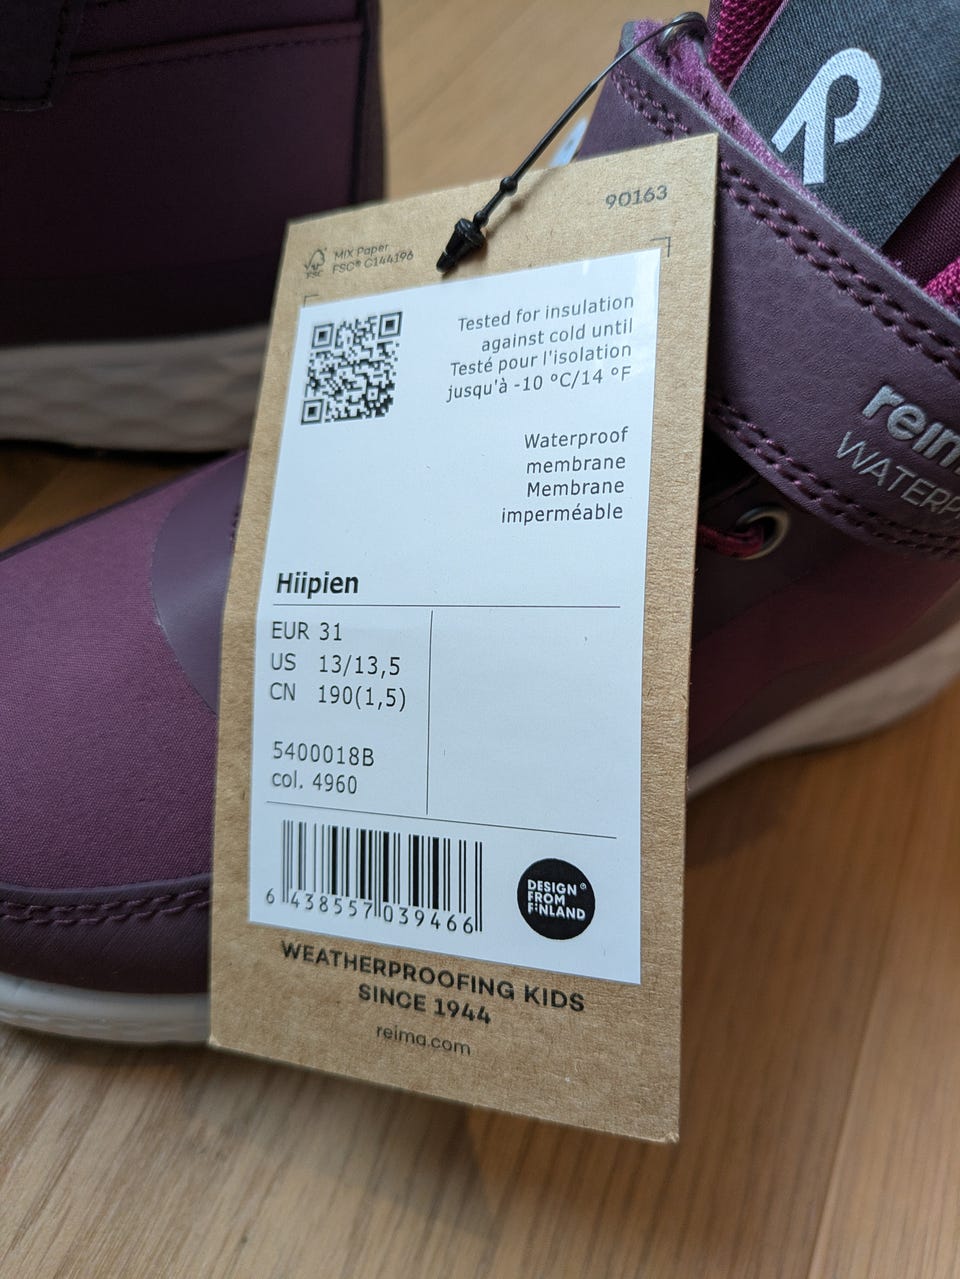 90163
MIX Paper
FSC® C144196
FSC
Tested for insulation
against cold until
Testé pour l'isolation
jusqu'à -10 °C/14 °F
Waterproof
membrane
Membrane
imperméable
Hiipien
EUR 31
US 13/13,5
CN 190(1,5)
5400018B
col. 4960
6 438557 039466
DESIGN ®
FROM
FiNLAND
WEATHERPROOFING KIDS
SINCE 1944
reima.com